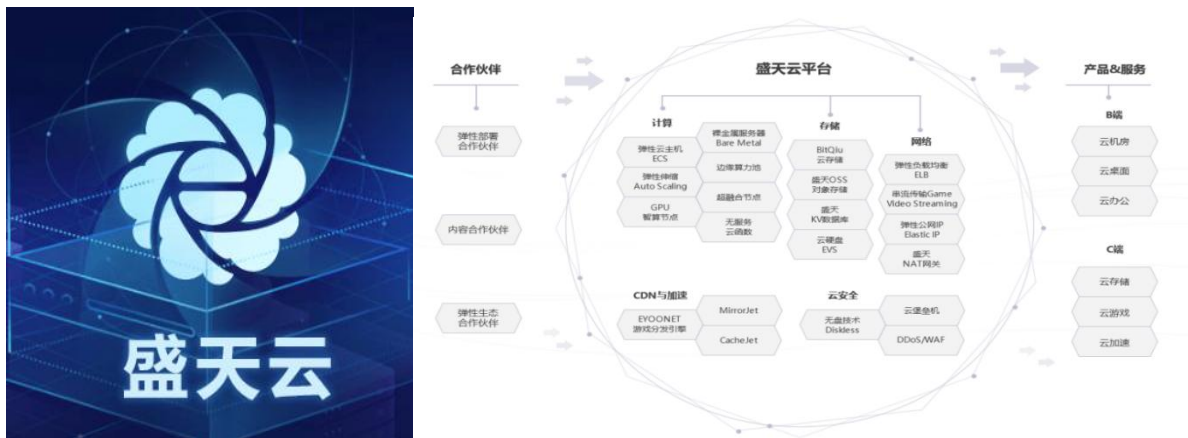 盛天云
合作伙伴
弹性部署
合作伙伴
内容合作伙伴
弹性生态
合作伙伴
盛天云平台
计算
弹性云主机
ECS
弹性伸缩
Auto Scaling
GPU
智算节点
裸金属服务器
Bare Metal
边缘算力池
超融合节点
无服务
云函数
存储
BitQiu
云存储
盛天OSS
对象存储
盛天
KV数据库
云硬盘
EVS
网络
弹性负载均衡
ELB
串流传输Game
Video Streaming
弹性公网IP
Elastic IP
盛天
NAT网关
CDN与加速
EYOONET
游戏分发引擎
MirrorJet
CacheJet
云安全
无盘技术
Diskless
云堡垒机
DDoS/WAF
产品&服务
B端
云机房
云桌面
云办公
C端
云存储
云游戏
云加速